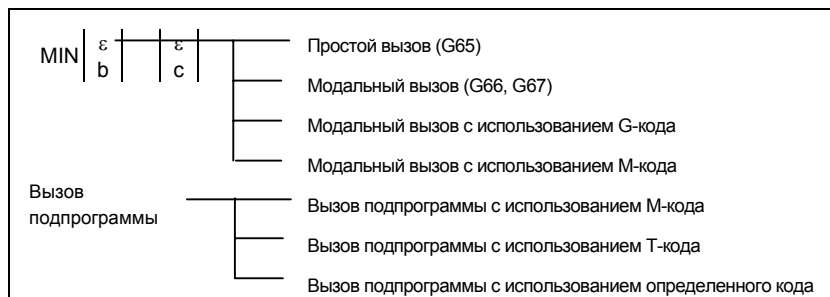 MIN ε ε
b c
Простой вызов (G65)
Модальный вызов (G66, G67)
Модальный вызов с использованием G-кода
Модальный вызов с использованием М-кода
Вызов
подпрограммы
Вызов подпрограммы с использованием М-кода
Вызов подпрограммы с использованием Т-кода
Вызов подпрограммы с использованием определенного кода